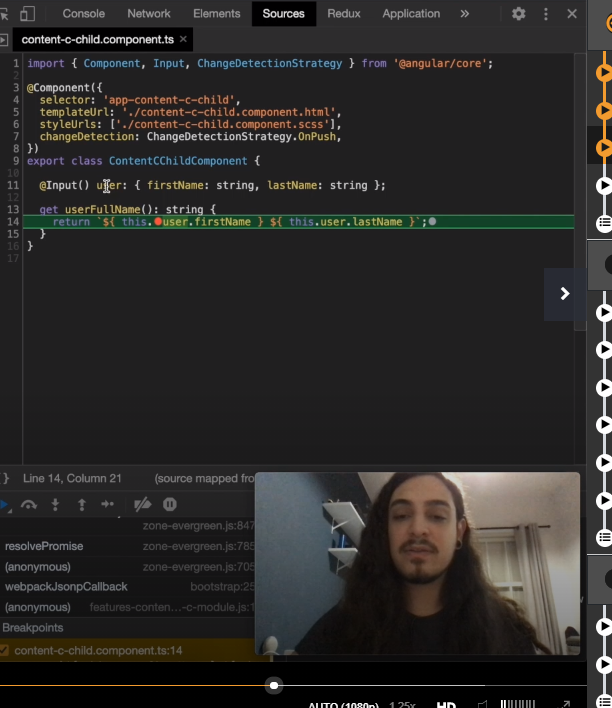 Console Network Elements Sources Redux Application »
content-c-child.component.ts ×
1 import { Component, Input, ChangeDetectionStrategy } from '@angular/core';
2
3 @Component({
4 selector: 'app-content-c-child',
5 templateUrl: './content-c-child.component.html',
6 styleUrls: ['./content-c-child.component.scss'],
7 changeDetection: ChangeDetectionStrategy.OnPush,
8 })
9 export class ContentCChildComponent {
10
11 @Input() user: { firstName: string, lastName: string };
12
13 get userFullName(): string {
14 return `${ this.user.firstName } ${ this.user.lastName }`;
15 }
16 }
17
{} Line 14, Column 21 (source mapped fro
zone-evergreen.js:847
resolvePromise zone-evergreen.js:785
(anonymous) zone-evergreen.js:705
webpackJsonpCallback bootstrap:25
(anonymous) features-conten…-c-module.js:1
Breakpoints
content-c-child.component.ts:14
AUTO (1080p) 1.25x HD